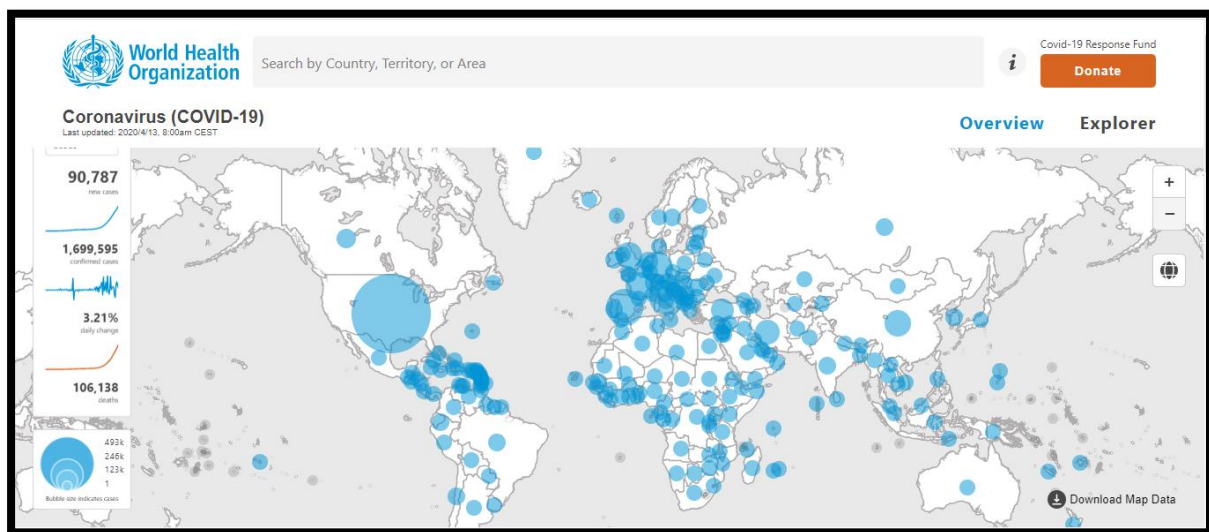 World Health
Organization
Search by Country, Territory, or Area
i
Covid-19 Response Fund
Donate
Coronavirus (COVID-19)
Last updated: 2020/4/13, 8:00am CEST
Overview
Explorer
90,787
new cases
1,699,595
confirmed cases
3.21%
daily change
106,138
deaths
493k
246k
123k
1
Bubble size indicates cases
+
−
Download Map Data